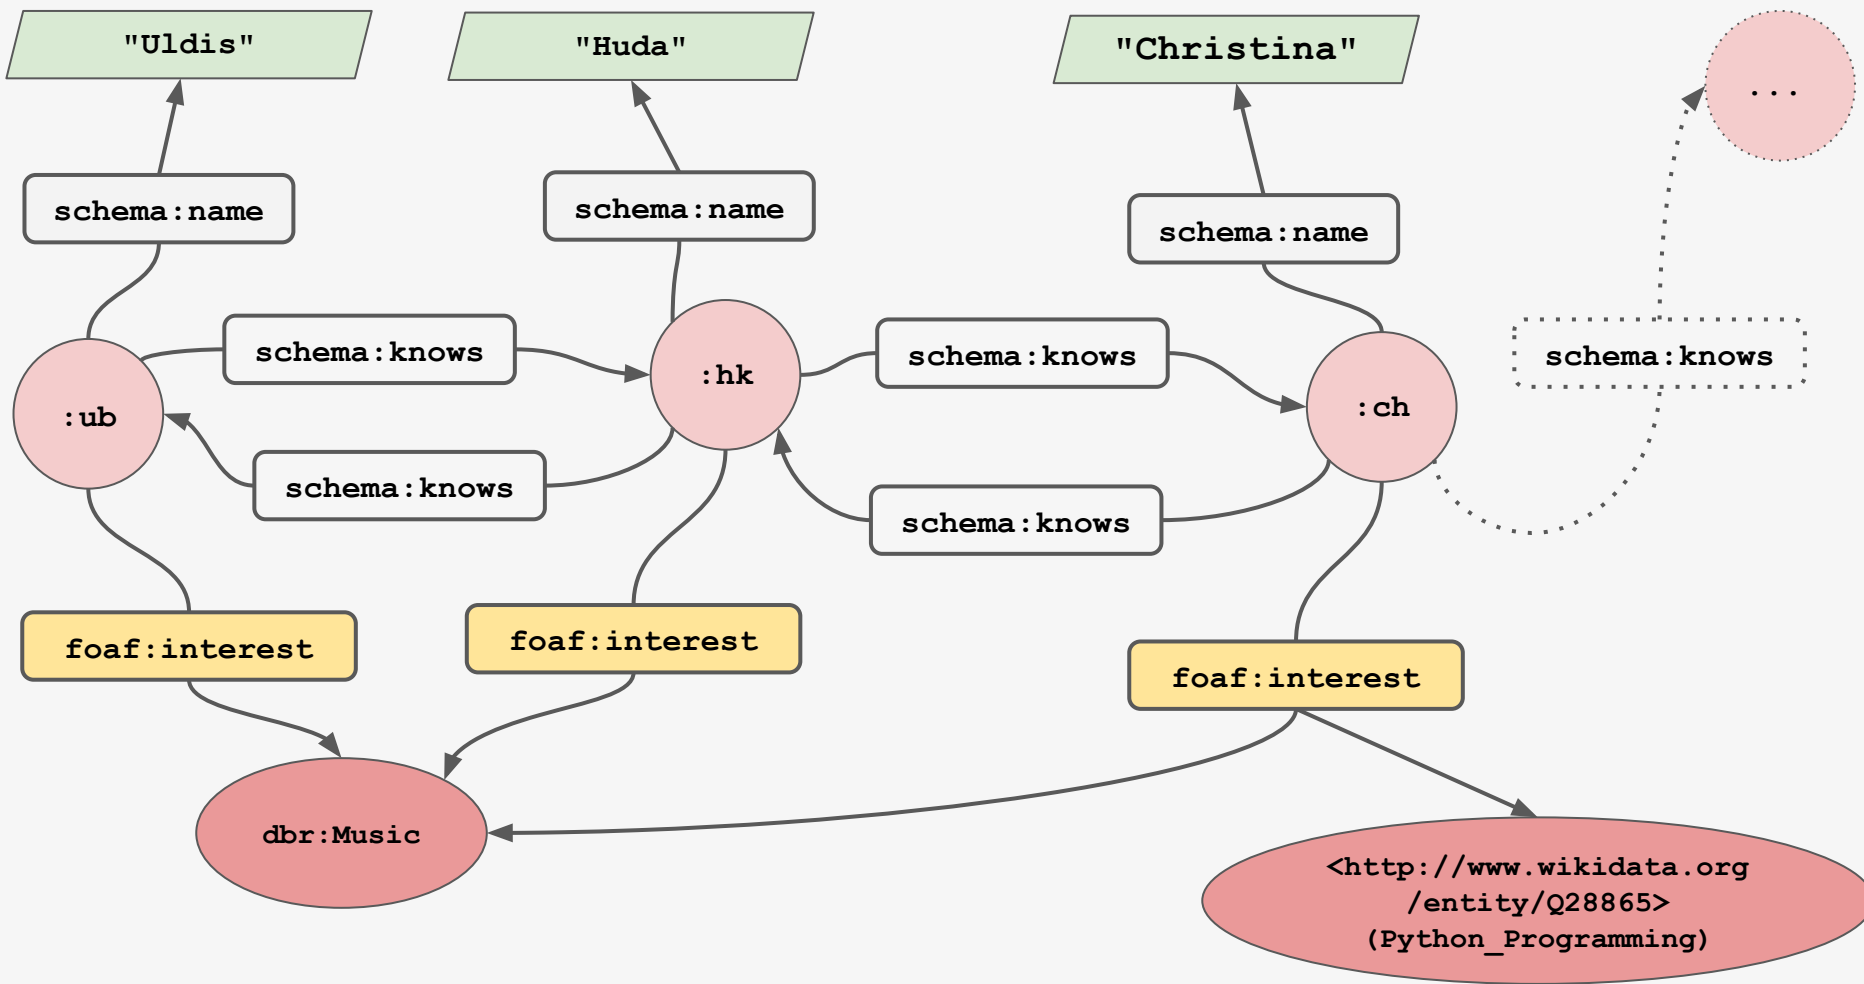 "Uldis"
"Huda"
"Christina"
...
schema:name
schema:name
schema:name
schema:knows
:hk
schema:knows
schema:knows
:ub
:ch
schema:knows
schema:knows
foaf:interest
foaf:interest
foaf:interest
dbr:Music
<http://www.wikidata.org
/entity/Q28865>
(Python_Programming)